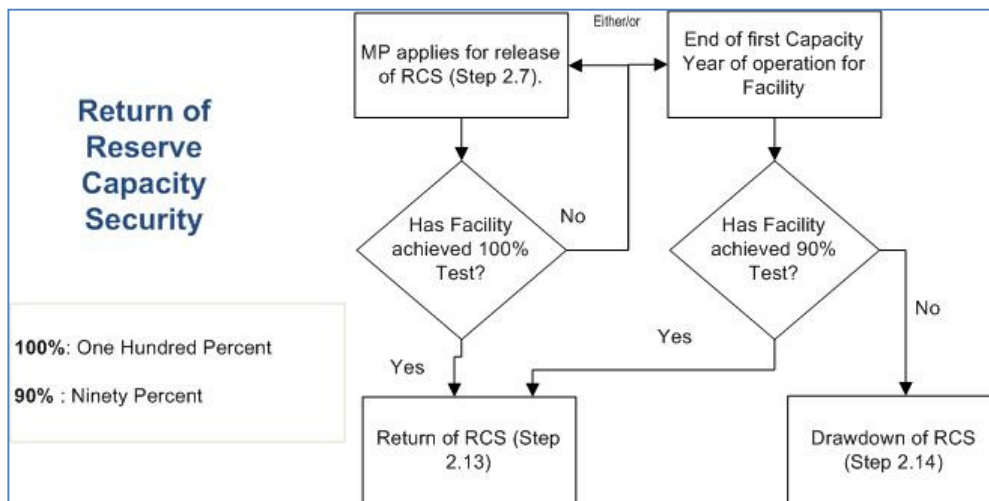 Return of
Reserve
Capacity
Security
100%: One Hundred Percent
90% : Ninety Percent
Either/or
MP applies for release
of RCS (Step 2.7).
End of first Capacity
Year of operation for
Facility
Has Facility
achieved 100%
Test?
No
Has Facility
achieved 90%
Test?
No
Yes
Yes
Return of RCS (Step
2.13)
Drawdown of RCS
(Step 2.14)